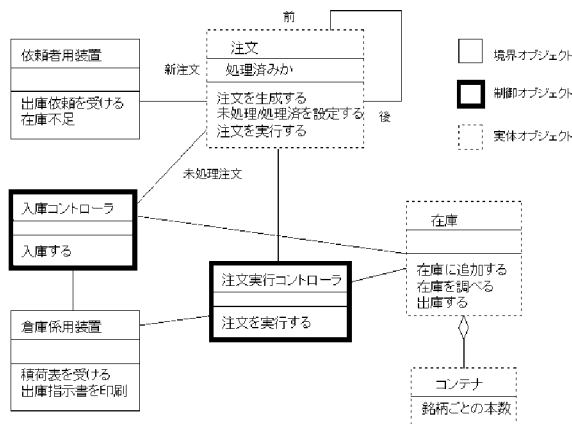 前
依頼者用装置
出庫依頼を受ける
在庫不足
新注文
注文
処理済みか
注文を生成する
未処理/処理済を設定する
注文を実行する
後
境界オブジェクト
制御オブジェクト
実体オブジェクト
未処理注文
入庫コントローラ
入庫する
注文実行コントローラ
注文を実行する
在庫
在庫に追加する
在庫を調べる
出庫する
倉庫係用装置
積荷表を受ける
出庫指示書を印刷
コンテナ
銘柄ごとの本数